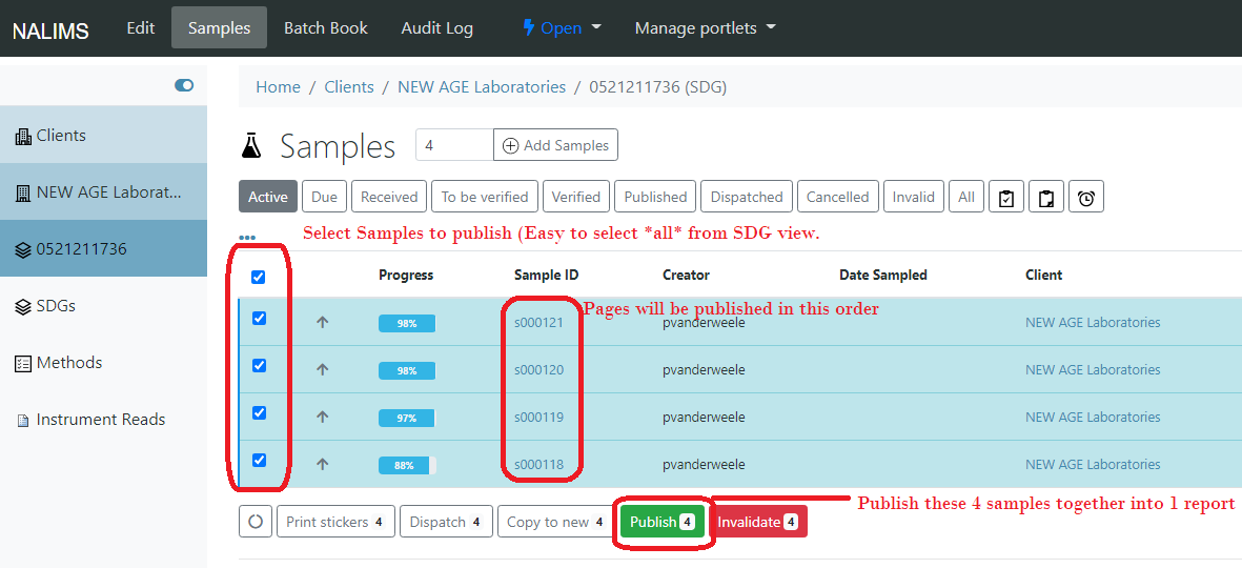 NALIMS Edit Samples Batch Book Audit Log Open Manage portlets
Home / Clients / NEW AGE Laboratories / 0521211736 (SDG)
Clients
NEW AGE Laborat...
0521211736
SDGs
Methods
Instrument Reads
Samples 4 Add Samples
Active Due Received To be verified Verified Published Dispatched Cancelled Invalid All
Select Samples to publish (Easy to select *all* from SDG view.
Progress Sample ID Creator Date Sampled Client
Pages will be published in this order
98% s000121 pvanderweele NEW AGE Laboratories
98% s000120 pvanderweele NEW AGE Laboratories
97% s000119 pvanderweele NEW AGE Laboratories
88% s000118 pvanderweele NEW AGE Laboratories
Publish these 4 samples together into 1 report
Print stickers 4 Dispatch 4 Copy to new 4 Publish 4 Invalidate 4